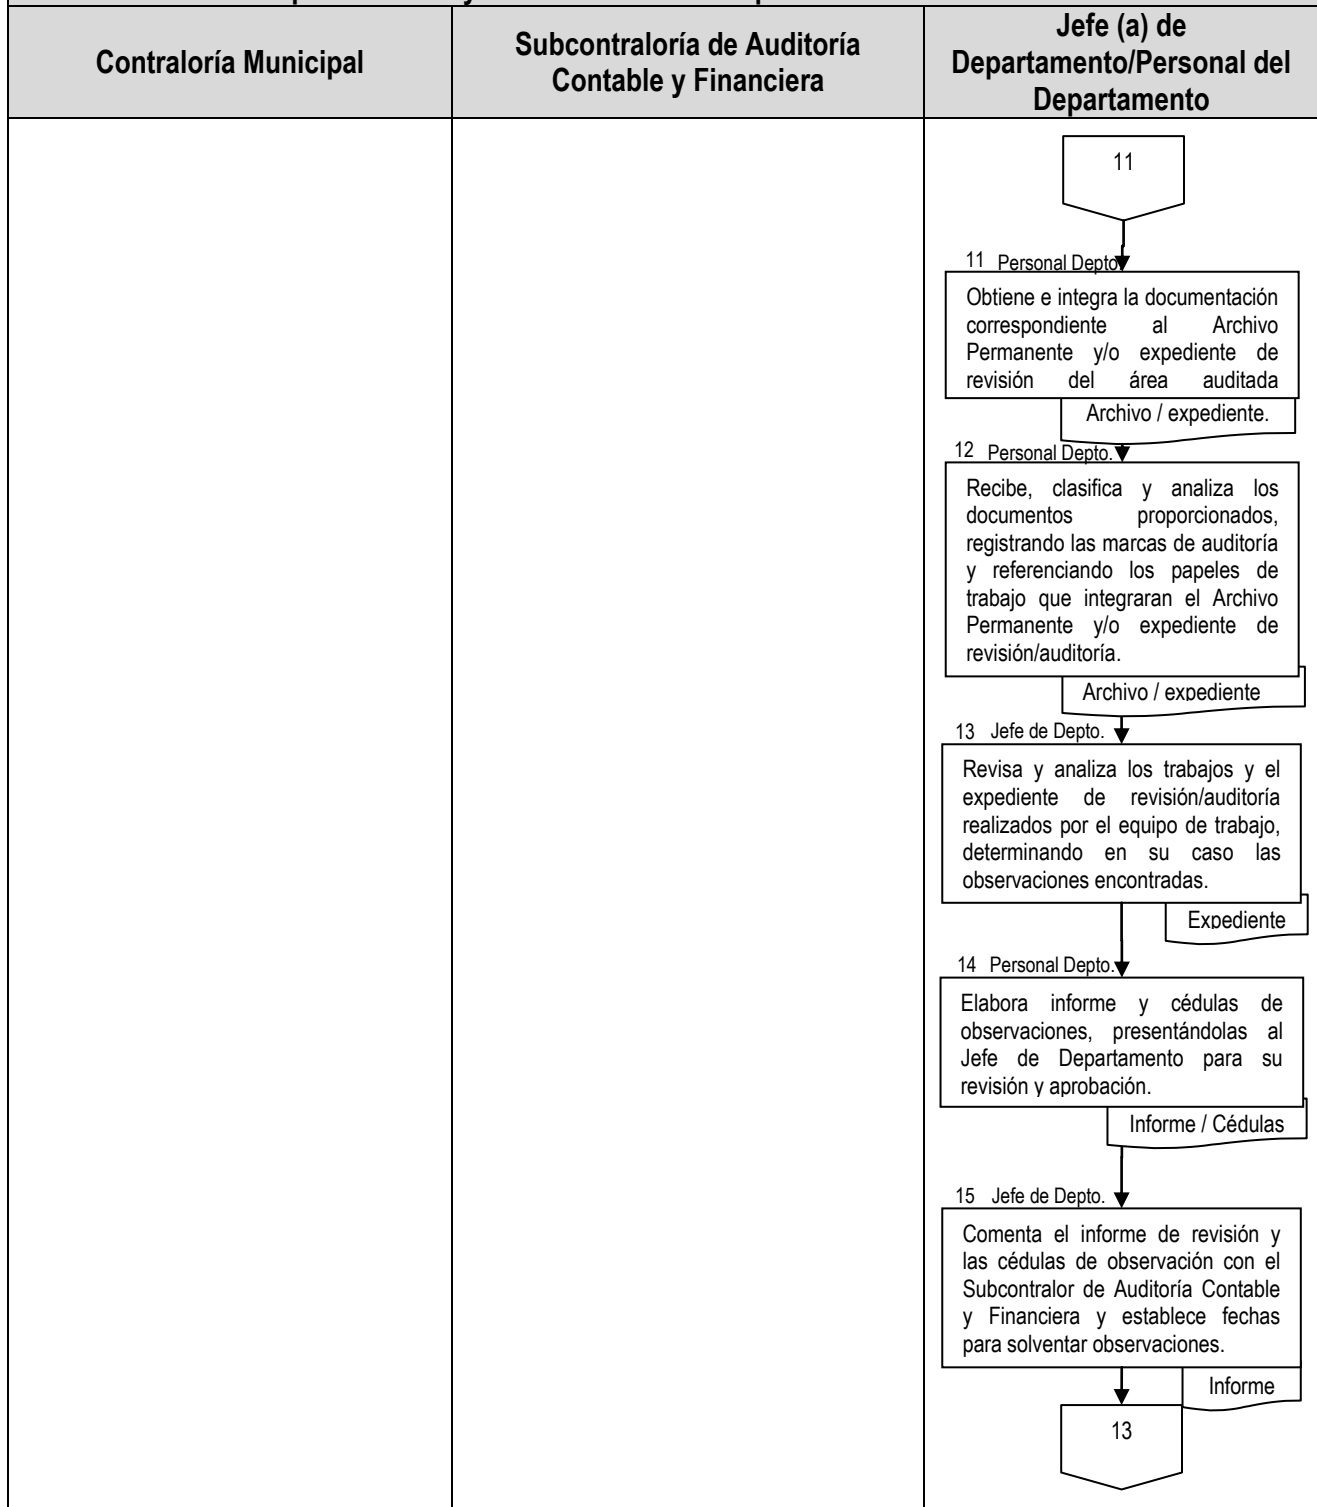 Contraloría Municipal
Subcontraloría de Auditoría
Contable y Financiera
Jefe (a) de
Departamento/Personal del
Departamento
11
11 Personal Depto.
Obtiene e integra la documentación
correspondiente al Archivo
Permanente y/o expediente de
revisión del área auditada
Archivo / expediente.
12 Personal Depto.
Recibe, clasifica y analiza los
documentos proporcionados,
registrando las marcas de auditoría
y referenciando los papeles de
trabajo que integraran el Archivo
Permanente y/o expediente de
revisión/auditoría.
Archivo / expediente
13 Jefe de Depto.
Revisa y analiza los trabajos y el
expediente de revisión/auditoría
realizados por el equipo de trabajo,
determinando en su caso las
observaciones encontradas.
Expediente
14 Personal Depto.
Elabora informe y cédulas de
observaciones, presentándolas al
Jefe de Departamento para su
revisión y aprobación.
Informe / Cédulas
15 Jefe de Depto.
Comenta el informe de revisión y
las cédulas de observación con el
Subcontralor de Auditoría Contable
y Financiera y establece fechas
para solventar observaciones.
Informe
13